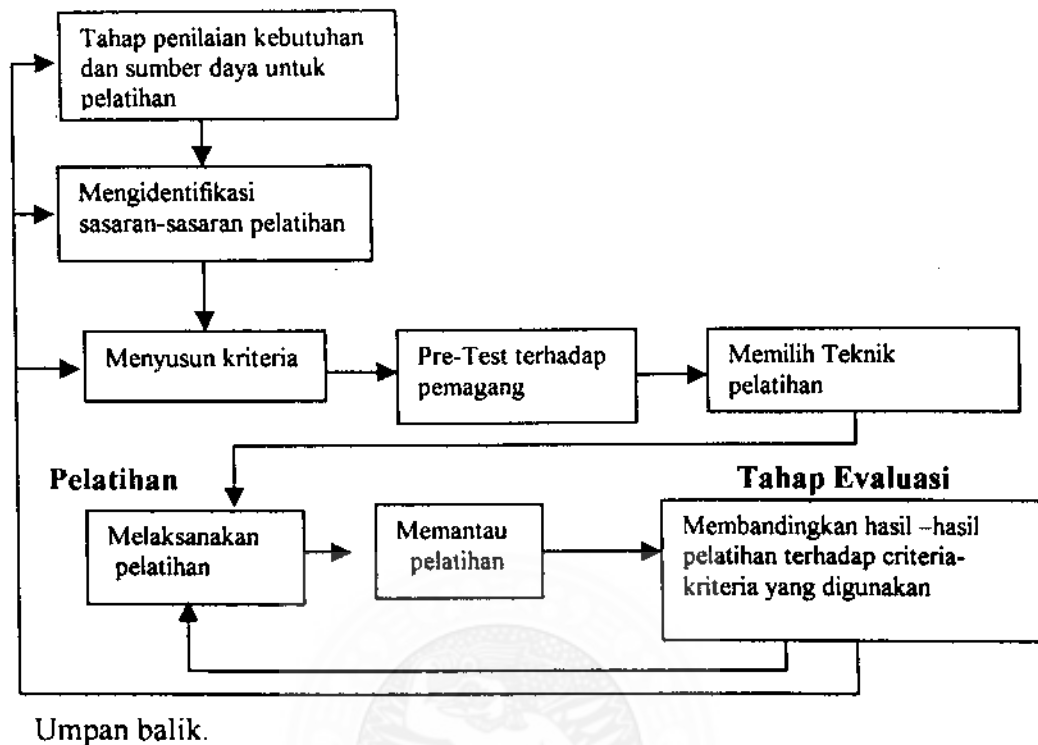 Tahap penilaian kebutuhan
dan sumber daya untuk
pelatihan
Mengidentifikasi
sasaran-sasaran pelatihan
Menyusun kriteria
Pre-Test terhadap
pemagang
Memilih Teknik
pelatihan
Pelatihan
Tahap Evaluasi
Melaksanakan
pelatihan
Memantau
pelatihan
Membandingkan hasil –hasil
pelatihan terhadap criteria-
kriteria yang digunakan
Umpan balik.